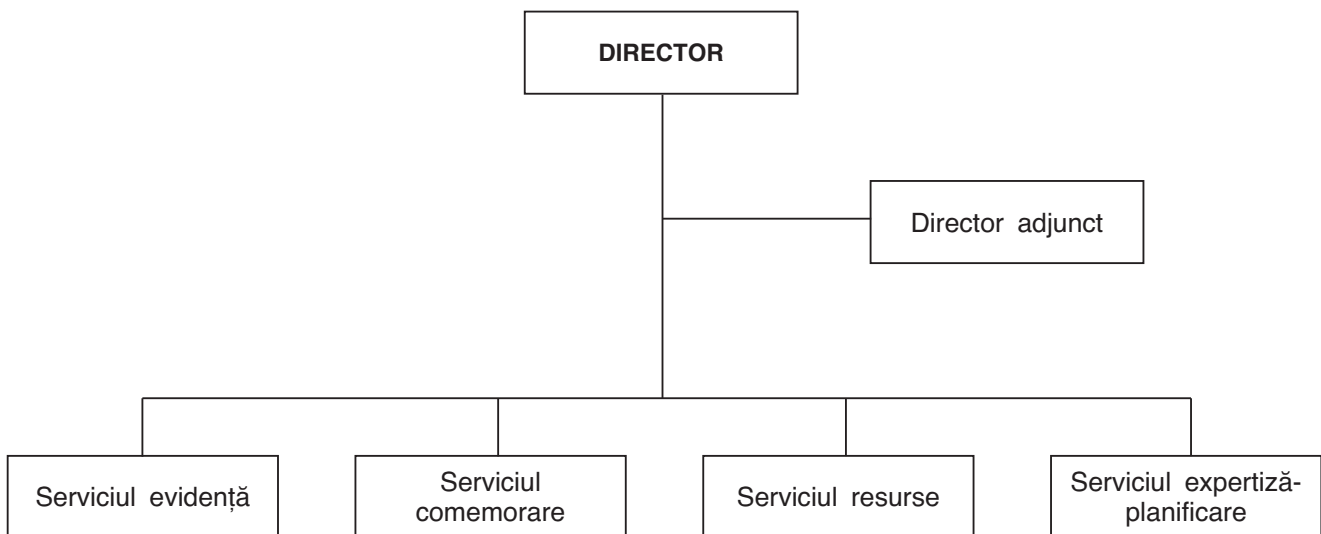 DIRECTOR
Director adjunct
Serviciul evidență
Serviciul
comemorare
Serviciul resurse
Serviciul expertiză-
planificare